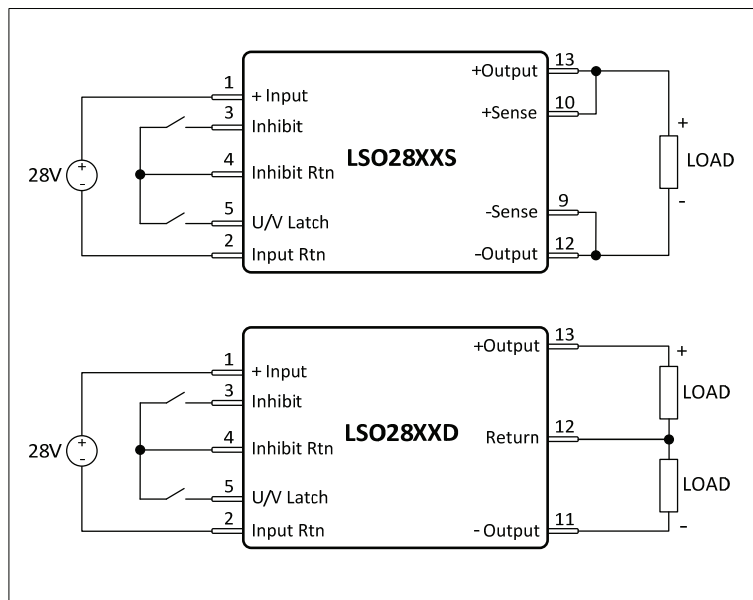 13
+Output
1
+ Input
3
+Sense
10
Inhibit
+
LSO28XXS
4
Inhibit Rtn
LOAD
28V
+
-
9
-Sense
5
U/V Latch
-
2
12
Input Rtn
-Output
13
+Output
1
+ Input
+
3
LOAD
Inhibit
12
LSO28XXD
Return
4
Inhibit Rtn
28V
+
-
LOAD
5
U/V Latch
2
11
Input Rtn
- Output
-